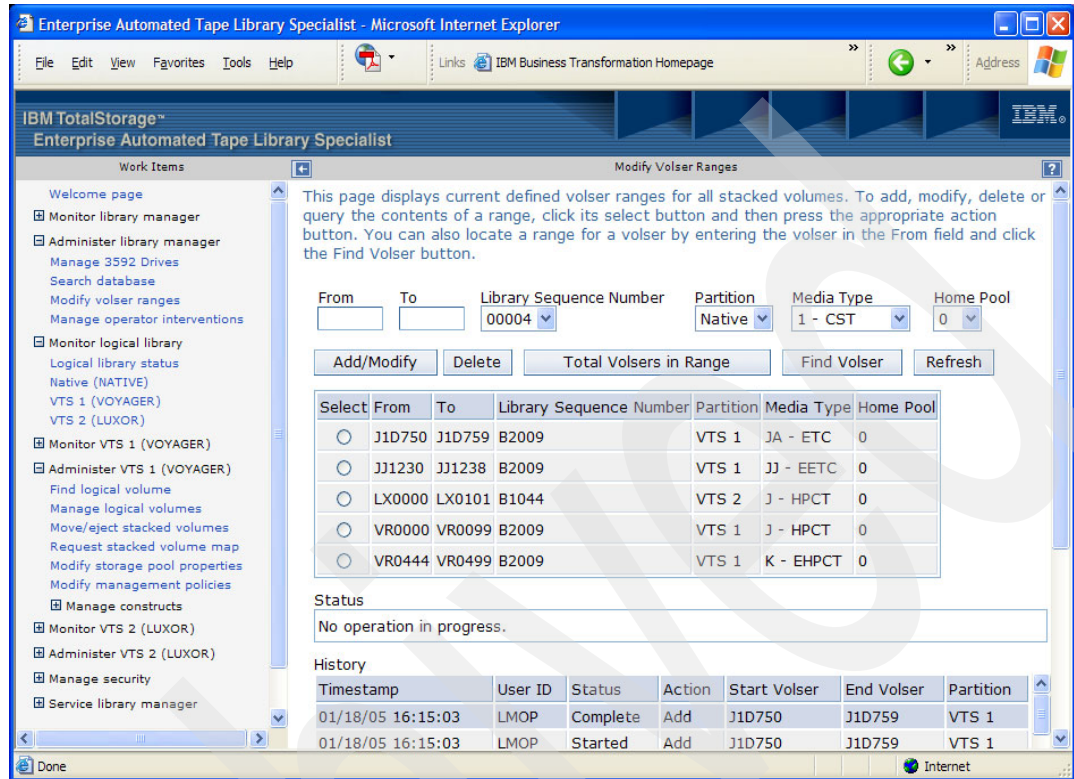 Enterprise Automated Tape Library Specialist - Microsoft Internet Explorer
File Edit View Favorites Tools Help Links IBM Business Transformation Homepage » » Address
IBM TotalStorage™
Enterprise Automated Tape Library Specialist
IBM®
Work Items
Modify Volser Ranges ?
Welcome page
Monitor library manager
Administer library manager
Manage 3592 Drives
Search database
Modify volser ranges
Manage operator interventions
Monitor logical library
Logical library status
Native (NATIVE)
VTS 1 (VOYAGER)
VTS 2 (LUXOR)
Monitor VTS 1 (VOYAGER)
Administer VTS 1 (VOYAGER)
Find logical volume
Manage logical volumes
Move/eject stacked volumes
Request stacked volume map
Modify storage pool properties
Modify management policies
Manage constructs
Monitor VTS 2 (LUXOR)
Administer VTS 2 (LUXOR)
Manage security
Service library manager
This page displays current defined volser ranges for all stacked volumes. To add, modify, delete or
query the contents of a range, click its select button and then press the appropriate action
button. You can also locate a range for a volser by entering the volser in the From field and click
the Find Volser button.
From To Library Sequence Number Partition Media Type Home Pool
00004 Native 1 - CST 0
Add/Modify Delete Total Volsers in Range Find Volser Refresh
Select From To Library Sequence Number Partition Media Type Home Pool
J1D750 J1D759 B2009 VTS 1 JA - ETC 0
JJ1230 JJ1238 B2009 VTS 1 JJ - EETC 0
LX0000 LX0101 B1044 VTS 2 J - HPCT 0
VR0000 VR0099 B2009 VTS 1 J - HPCT 0
VR0444 VR0499 B2009 VTS 1 K - EHPCT 0
Status
No operation in progress.
History
Timestamp User ID Status Action Start Volser End Volser Partition
01/18/05 16:15:03 LMOP Complete Add J1D750 J1D759 VTS 1
01/18/05 16:15:03 LMOP Started Add J1D750 J1D759 VTS 1
Done Internet